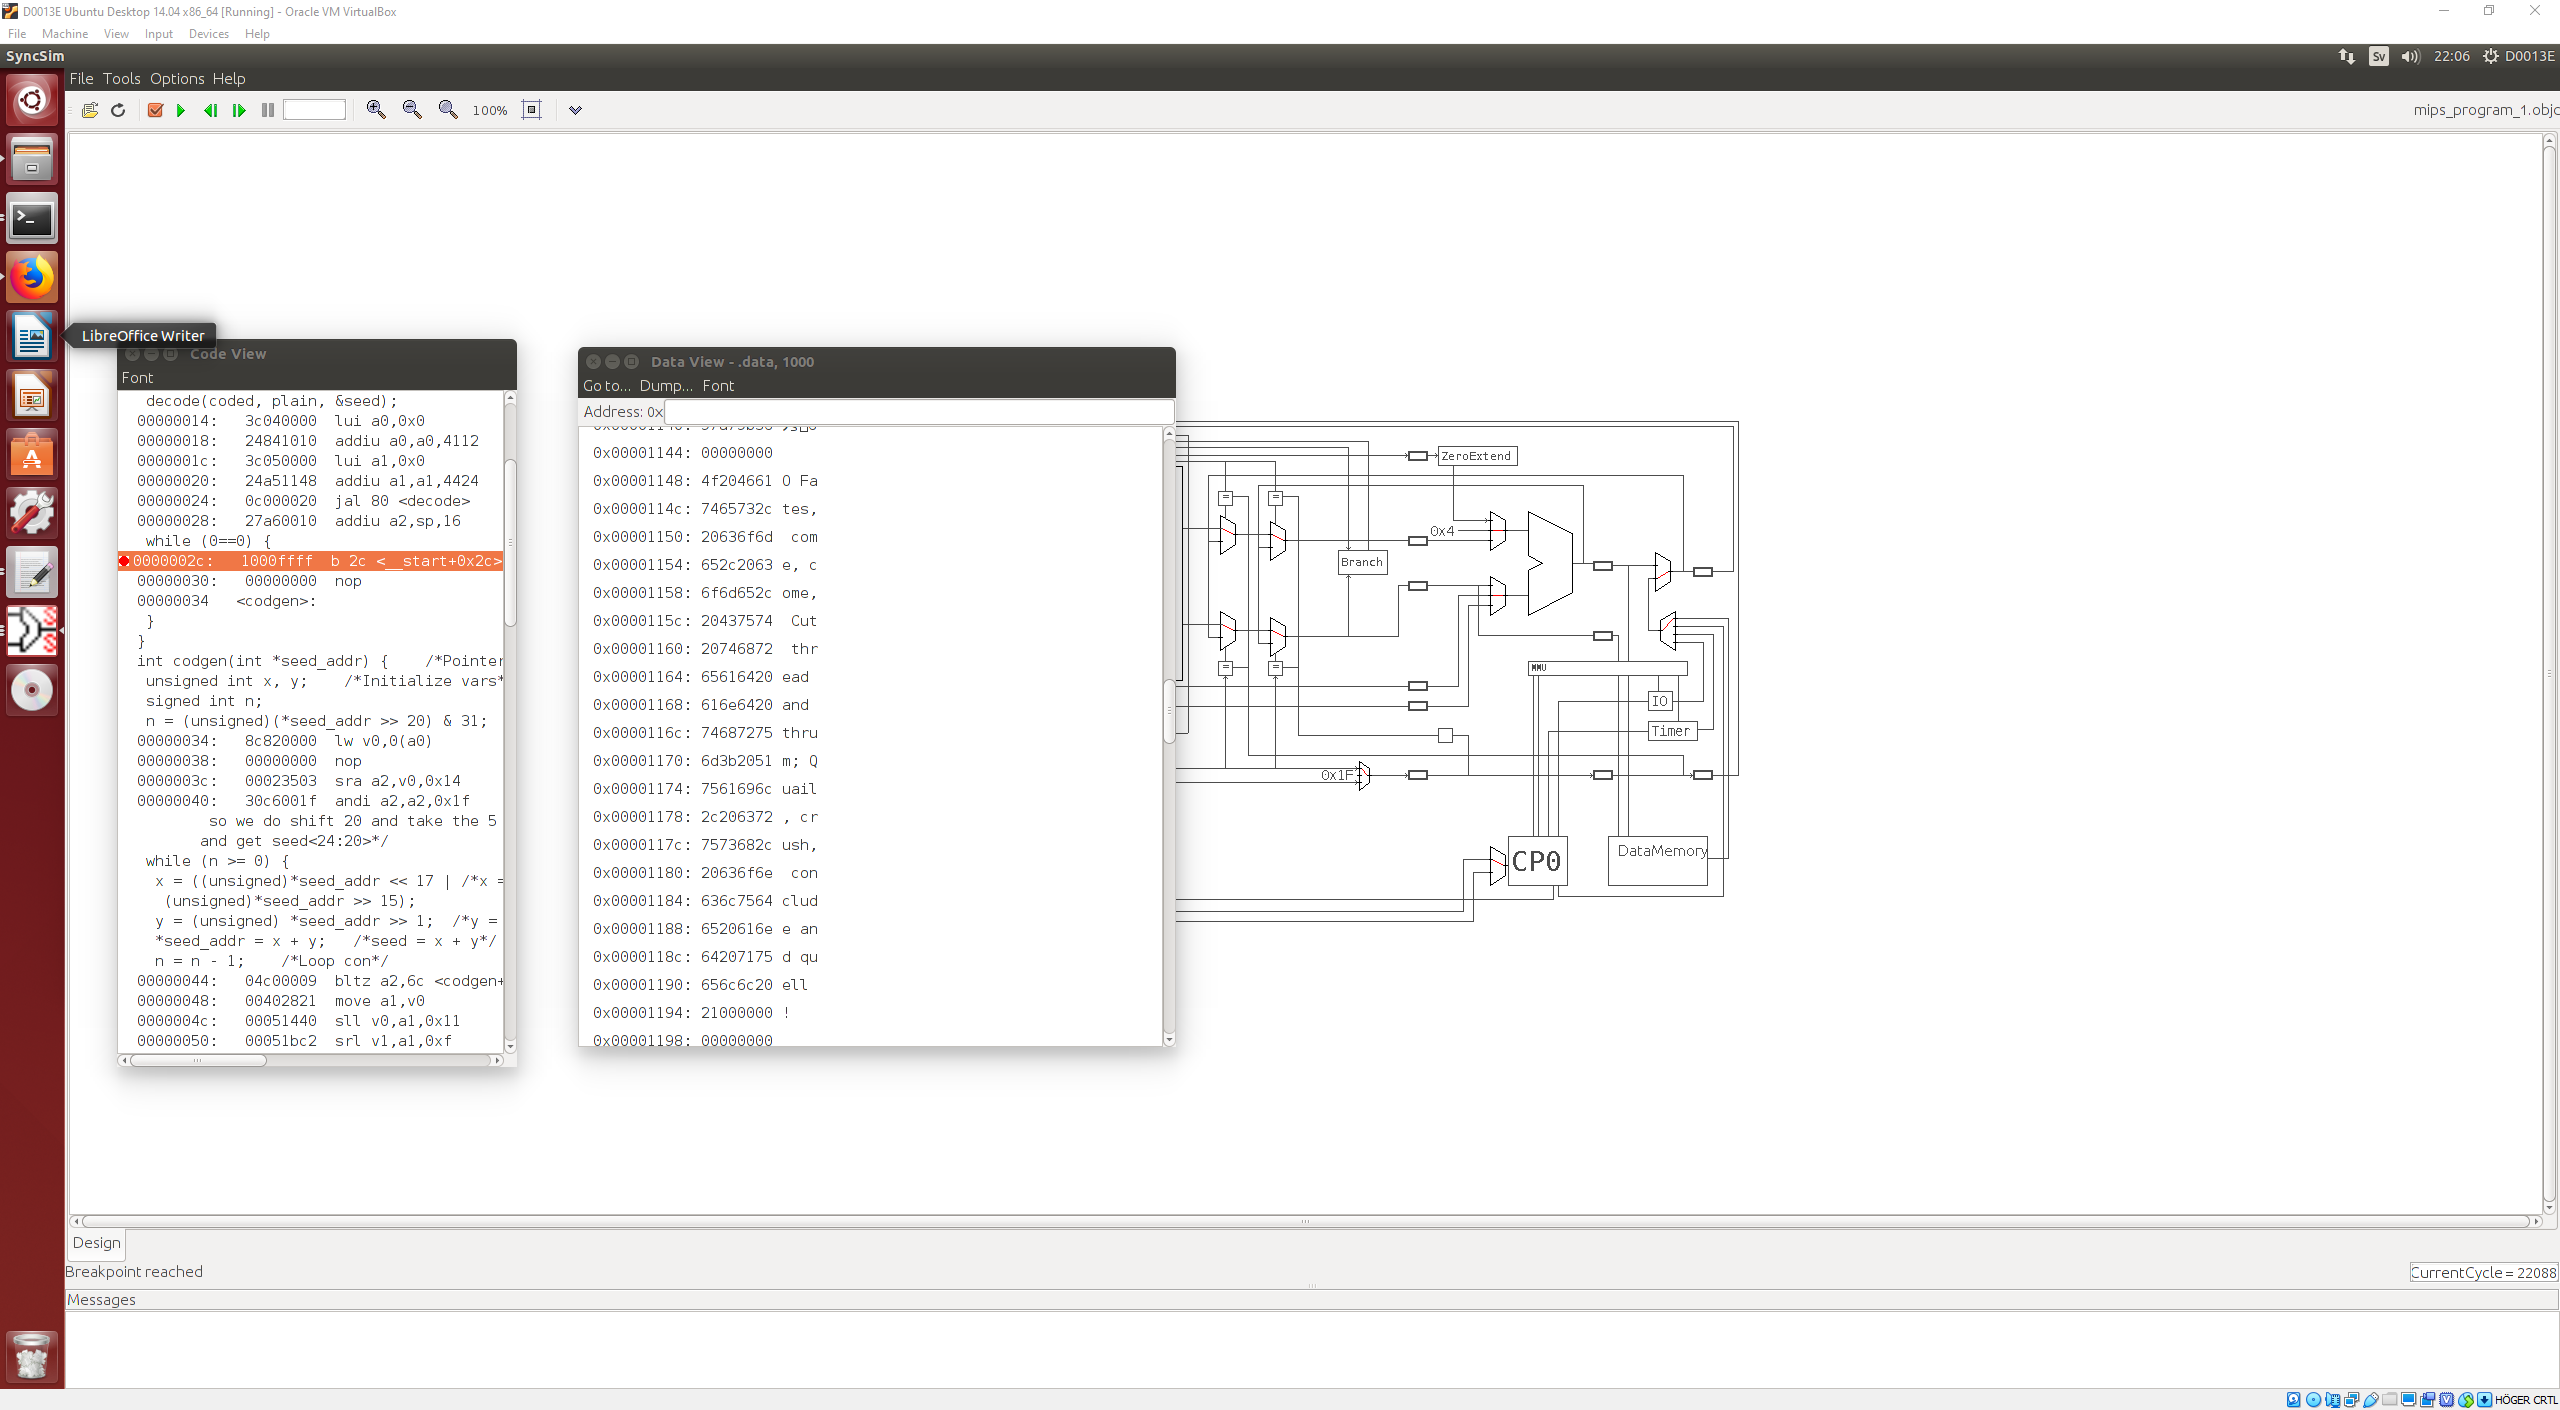 D0013E Ubuntu Desktop 14.04 x86_64 [Running] - Oracle VM VirtualBox
File Machine View Input Devices Help
SyncSim
Sv 22:06 D0013E
File Tools Options Help
100%
mips_program_1.objc
LibreOffice Writer
Code View
Font
decode(coded, plain, &seed);
00000014: 3c040000 lui a0,0x0
00000018: 24841010 addiu a0,a0,4112
0000001c: 3c050000 lui a1,0x0
00000020: 24a51148 addiu a1,a1,4424
00000024: 0c000020 jal 80 <decode>
00000028: 27a60010 addiu a2,sp,16
while (0==0) {
0000002c: 1000ffff b 2c <__start+0x2c>
00000030: 00000000 nop
00000034 <codgen>:
}
}
int codgen(int *seed_addr) { /*Pointer
unsigned int x, y; /*Initialize vars*
signed int n;
n = (unsigned)(*seed_addr >> 20) & 31;
00000034: 8c820000 lw v0,0(a0)
00000038: 00000000 nop
0000003c: 00023503 sra a2,v0,0x14
00000040: 30c6001f andi a2,a2,0x1f
so we do shift 20 and take the 5
and get seed<24:20>*/
while (n >= 0) {
x = ((unsigned)*seed_addr << 17 | /*x =
(unsigned)*seed_addr >> 15);
y = (unsigned) *seed_addr >> 1; /*y =
*seed_addr = x + y; /*seed = x + y*/
n = n - 1; /*Loop con*/
00000044: 04c00009 bltz a2,6c <codgen+
00000048: 00402821 move a1,v0
0000004c: 00051440 sll v0,a1,0x11
00000050: 00051bc2 srl v1,a1,0xf
Data View - .data, 1000
Go to... Dump... Font
Address: 0x
0x00001144: 00000000
0x00001148: 4f204661 O Fa
0x0000114c: 7465732c tes,
0x00001150: 20636f6d com
0x00001154: 652c2063 e, c
0x00001158: 6f6d652c ome,
0x0000115c: 20437574 Cut
0x00001160: 20746872 thr
0x00001164: 65616420 ead
0x00001168: 616e6420 and
0x0000116c: 74687275 thru
0x00001170: 6d3b2051 m; Q
0x00001174: 7561696c uail
0x00001178: 2c206372 , cr
0x0000117c: 7573682c ush,
0x00001180: 20636f6e con
0x00001184: 636c7564 clud
0x00001188: 6520616e e an
0x0000118c: 64207175 d qu
0x00001190: 656c6c20 ell
0x00001194: 21000000 !
0x00001198: 00000000
ZeroExtend
=
=
0x4
Branch
=
=
MMU
IO
Timer
0x1F
CP0
DataMemory
Design
Breakpoint reached
CurrentCycle = 22088
Messages
HÖGER CRTL